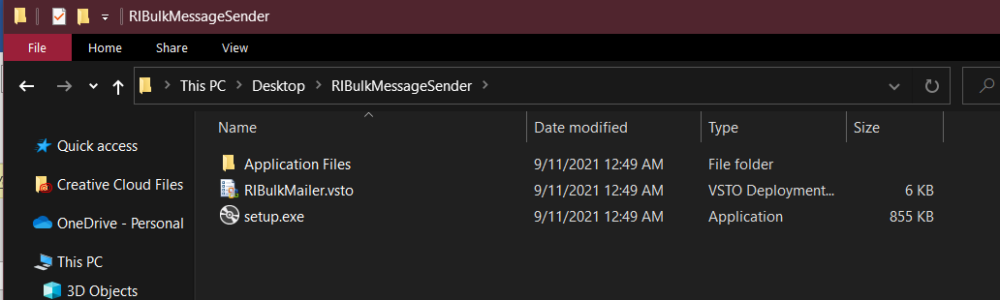 RIBulkMessageSender
File Home Share View
This PC Desktop RIBulkMessageSender
Name Date modified Type Size
Quick access
Application Files 9/11/2021 12:49 AM File folder
Creative Cloud Files
RIBulkMailer.vsto 9/11/2021 12:49 AM VSTO Deployment... 6 KB
setup.exe 9/11/2021 12:49 AM Application 855 KB
OneDrive - Personal
This PC
3D Objects